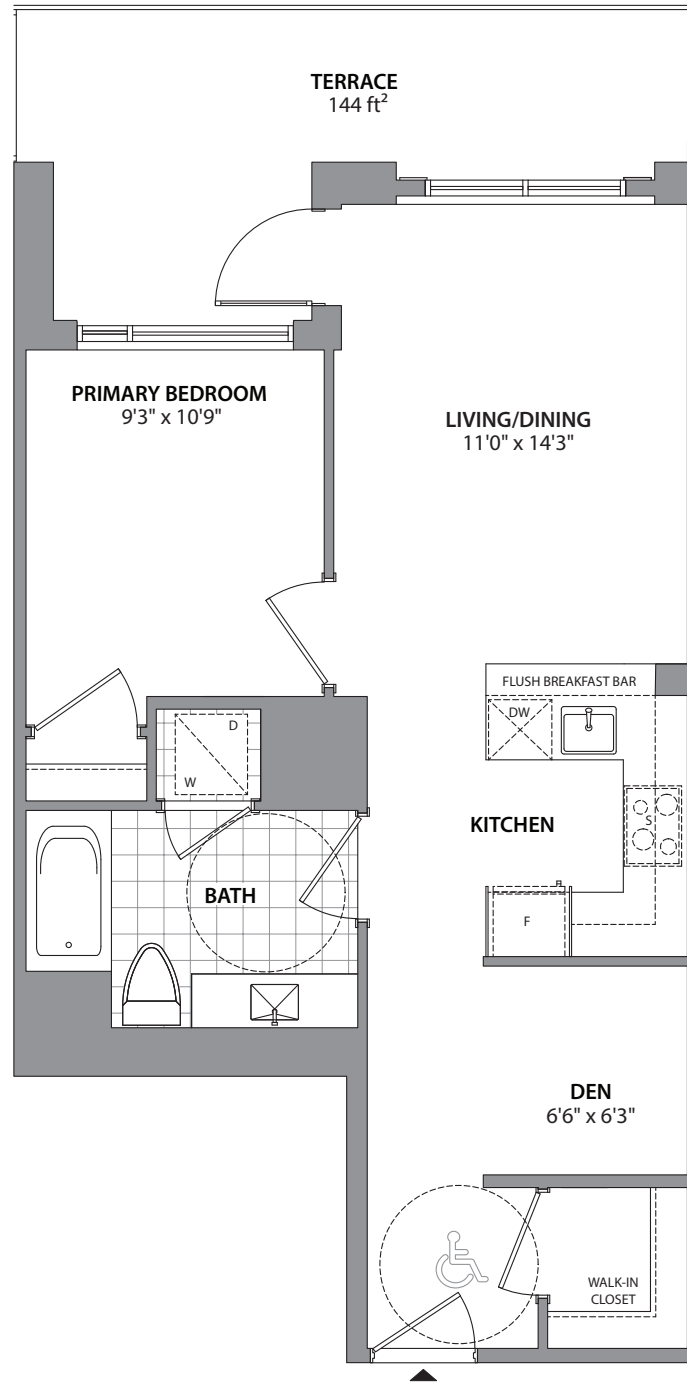 TERRACE
144 ft²
PRIMARY BEDROOM
9'3" x 10'9"
LIVING/DINING
11'0" x 14'3"
FLUSH BREAKFAST BAR
DW
D
W
S
KITCHEN
BATH
F
DEN
6'6" x 6'3"
WALK-IN
CLOSET